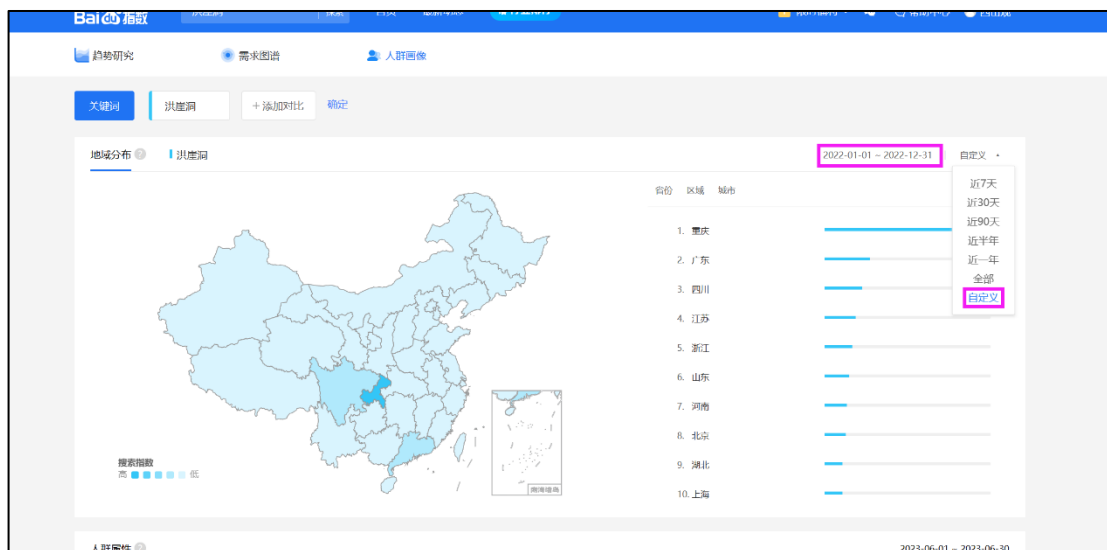 Bai 指数 洪崖洞
趋势研究 需求图谱 人群画像
关键词 洪崖洞 +添加对比 确定
地域分布 洪崖洞 2022-01-01 ~ 2022-12-31 自定义
省份 区域 城市
近7天
近30天
近90天
近半年
近一年
全部
自定义
1. 重庆
2. 广东
3. 四川
4. 江苏
5. 浙江
6. 山东
7. 河南
8. 北京
9. 湖北
10. 上海
搜索指数
高 低
南海诸岛
人群属性 2023-06-01 ~ 2023-06-30